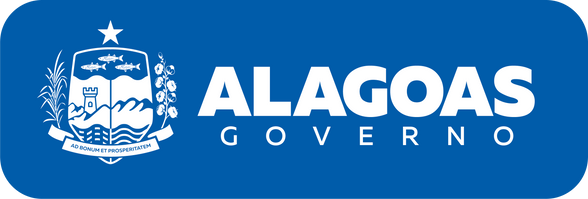 ALAGOAS
GOVERNO
AD BONUM ET PROSPERITATEM